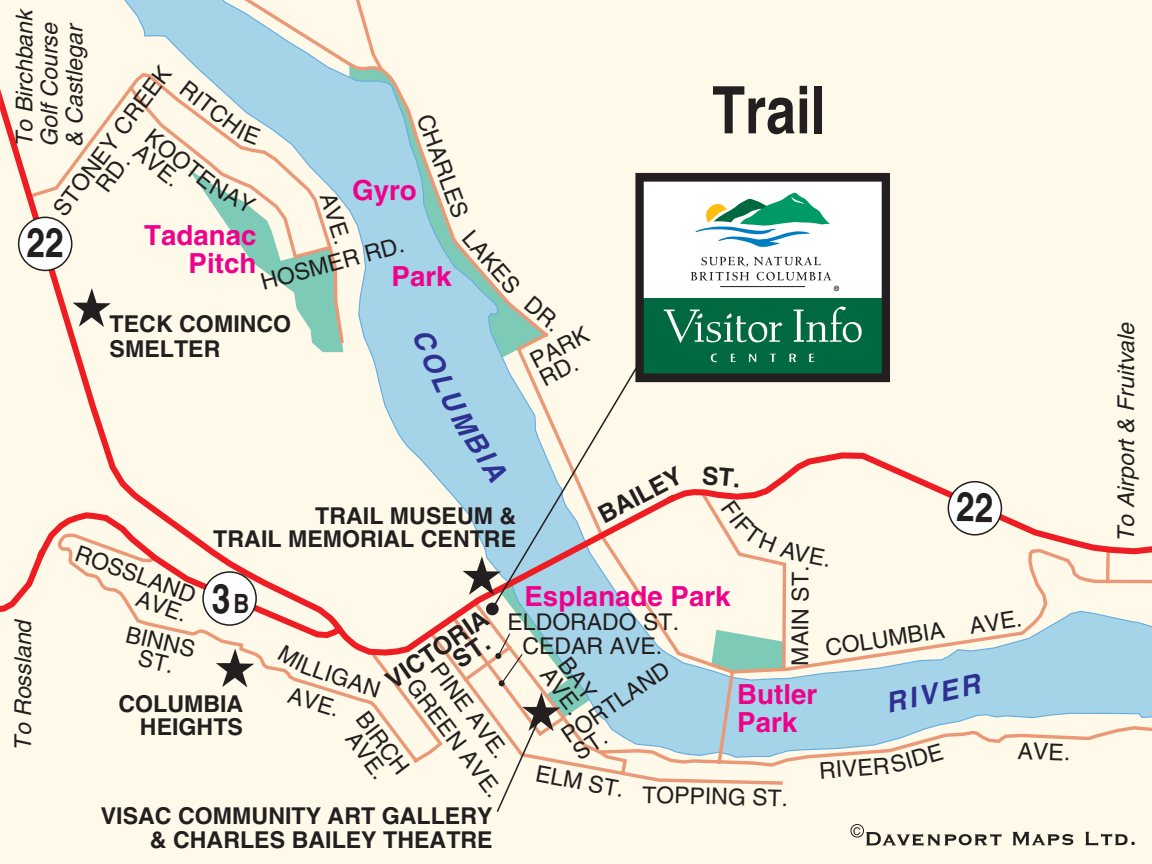 Trail
To Birchbank
Golf Course
& Castlegar
STONEY CREEK
RD.
RITCHIE
AVE.
KOOTENAY
AVE.
CHARLES
LAKES
DR.
Gyro
Park
22
Tadanac
Pitch
HOSMER RD.
SUPER, NATURAL
BRITISH COLUMBIA
®
Visitor Info
CENTRE
TECK COMINCO
SMELTER
PARK
RD.
COLUMBIA
To Airport & Fruitvale
BAILEY ST.
22
FIFTH AVE.
TRAIL MUSEUM &
TRAIL MEMORIAL CENTRE
ROSSLAND
AVE.
3B
Esplanade Park
ELDORADO ST.
CEDAR AVE.
MAIN ST.
COLUMBIA AVE.
To Rossland
BINNS
ST.
MILLIGAN
AVE.
VICTORIA
ST.
BAY
AVE.
PORTLAND
ST.
COLUMBIA
HEIGHTS
PINE AVE.
GREEN AVE.
BIRCH
AVE.
Butler
Park
RIVER
ELM ST.
TOPPING ST.
RIVERSIDE
AVE.
VISAC COMMUNITY ART GALLERY
& CHARLES BAILEY THEATRE
©DAVENPORT MAPS LTD.